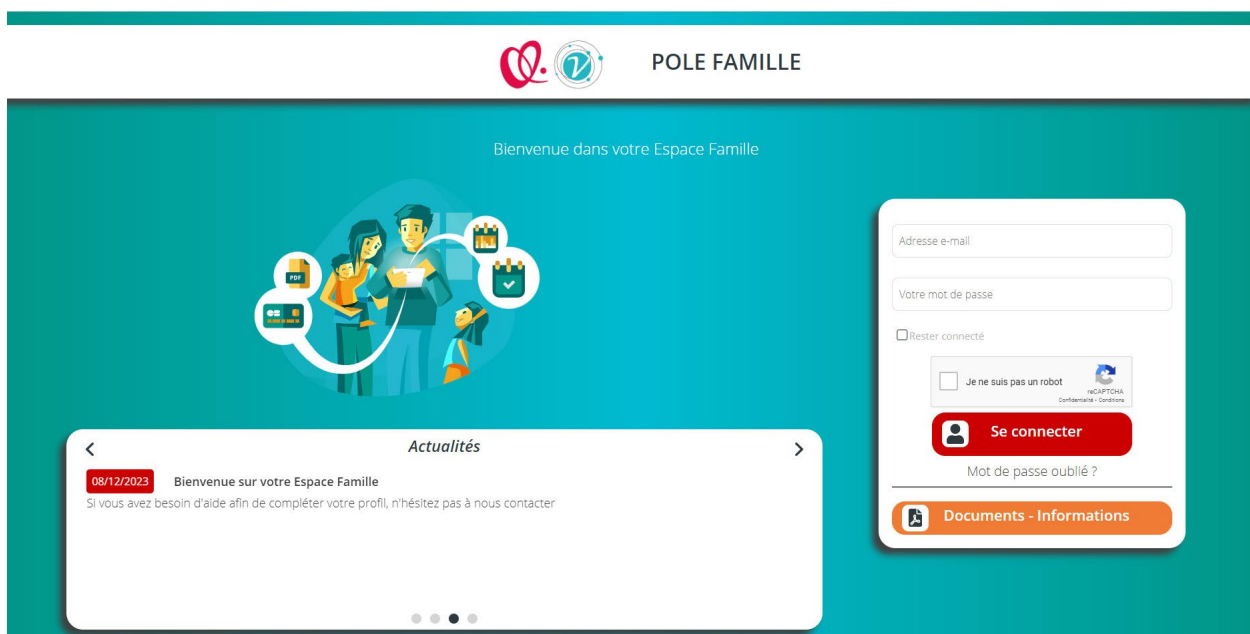 POLE FAMILLE
Bienvenue dans votre Espace Famille
PDF
Adresse e-mail
Votre mot de passe
Rester connecté
Je ne suis pas un robot
reCAPTCHA
Confidentialité - Conditions
Se connecter
Mot de passe oublié ?
Documents - Informations
Actualités
08/12/2023 Bienvenue sur votre Espace Famille
Si vous avez besoin d'aide afin de compléter votre profil, n'hésitez pas à nous contacter